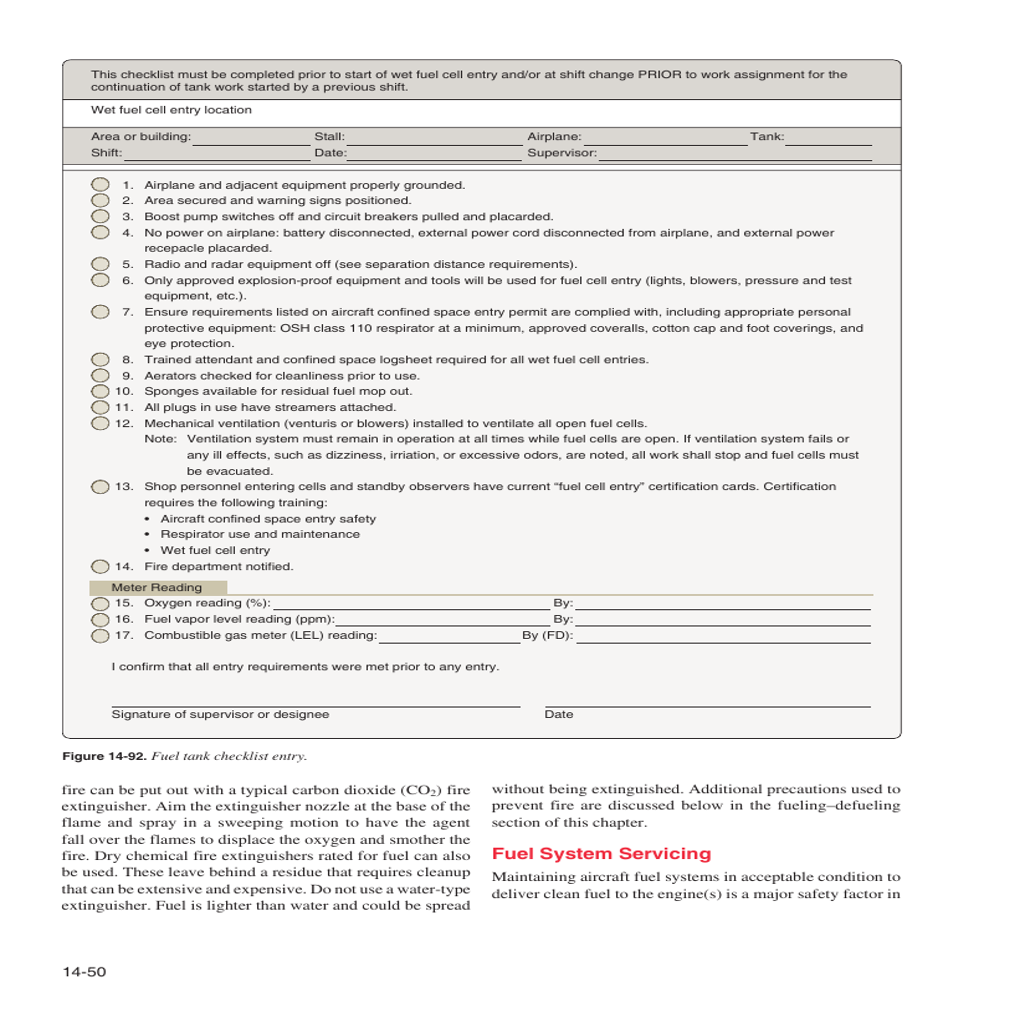 This checklist must be completed prior to start of wet fuel cell entry and/or at shift change PRIOR to work assignment for the
continuation of tank work started by a previous shift.
Wet fuel cell entry location
Area or building: Stall: Airplane: Tank:
Shift: Date: Supervisor:
1. Airplane and adjacent equipment properly grounded.
2. Area secured and warning signs positioned.
3. Boost pump switches off and circuit breakers pulled and placarded.
4. No power on airplane: battery disconnected, external power cord disconnected from airplane, and external power
recepacle placarded.
5. Radio and radar equipment off (see separation distance requirements).
6. Only approved explosion-proof equipment and tools will be used for fuel cell entry (lights, blowers, pressure and test
equipment, etc.).
7. Ensure requirements listed on aircraft confined space entry permit are complied with, including appropriate personal
protective equipment: OSH class 110 respirator at a minimum, approved coveralls, cotton cap and foot coverings, and
eye protection.
8. Trained attendant and confined space logsheet required for all wet fuel cell entries.
9. Aerators checked for cleanliness prior to use.
10. Sponges available for residual fuel mop out.
11. All plugs in use have streamers attached.
12. Mechanical ventilation (venturis or blowers) installed to ventilate all open fuel cells.
Note: Ventilation system must remain in operation at all times while fuel cells are open. If ventilation system fails or
any ill effects, such as dizziness, irriation, or excessive odors, are noted, all work shall stop and fuel cells must
be evacuated.
13. Shop personnel entering cells and standby observers have current “fuel cell entry” certification cards. Certification
requires the following training:
• Aircraft confined space entry safety
• Respirator use and maintenance
• Wet fuel cell entry
14. Fire department notified.
Meter Reading
15. Oxygen reading (%): By:
16. Fuel vapor level reading (ppm): By:
17. Combustible gas meter (LEL) reading: By (FD):
I confirm that all entry requirements were met prior to any entry.
Signature of supervisor or designee Date
Figure 14-92. Fuel tank checklist entry.
fire can be put out with a typical carbon dioxide (CO2) fire
extinguisher. Aim the extinguisher nozzle at the base of the
flame and spray in a sweeping motion to have the agent
fall over the flames to displace the oxygen and smother the
fire. Dry chemical fire extinguishers rated for fuel can also
be used. These leave behind a residue that requires cleanup
that can be extensive and expensive. Do not use a water-type
extinguisher. Fuel is lighter than water and could be spread
without being extinguished. Additional precautions used to
prevent fire are discussed below in the fueling–defueling
section of this chapter.
Fuel System Servicing
Maintaining aircraft fuel systems in acceptable condition to
deliver clean fuel to the engine(s) is a major safety factor in
14-50